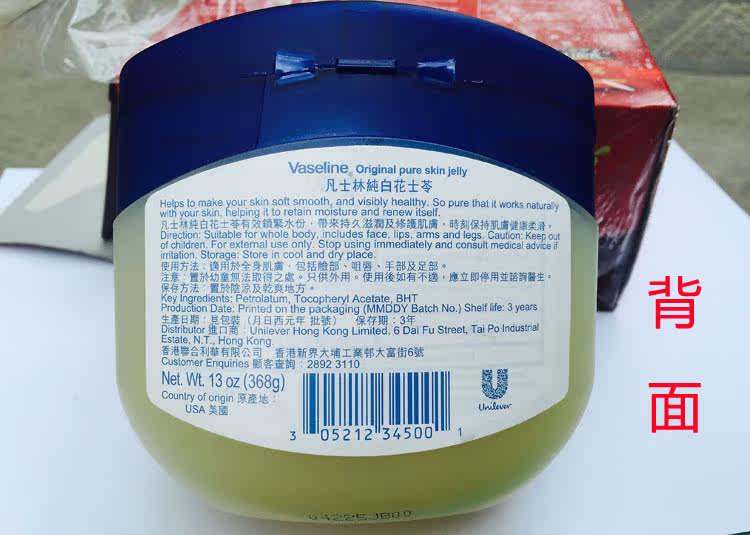 Vaseline® Original pure skin jelly
凡士林純白花士苓
Helps to make your skin soft smooth, and visibly healthy. So pure that it works naturally
with your skin, helping it to retain moisture and renew itself.
凡士林純白花士苓有效鎖緊水份，帶來持久滋潤及修護肌膚，時刻保持肌膚健康柔滑。
Direction: Suitable for whole body, includes face, lips, arms and legs. Caution: Keep out
of children. For external use only. Stop using immediately and consult medical advice if
irritation. Storage: Store in cool and dry place.
使用方法：適用於全身肌膚，包括臉部、咀唇、手部及足部。
注意：置於幼童無法取得之處。只供外用。使用後如有不適，應立即停用並諮詢醫生。
保存方法：置於陰涼及乾爽地方。
Key Ingredients: Petrolatum, Tocopheryl Acetate, BHT
Production Date: Printed on the packaging (MMDDY Batch No.) Shelf life: 3 years
生產日期：見包裝（月日西元年 批號） 保存期：3年
Distributor 進口商：Unilever Hong Kong Limited, 6 Dai Fu Street, Tai Po Industrial
Estate, N.T., Hong Kong.
香港聯合利華有限公司 香港新界大埔工業邨大富街6號
Customer Enquiries 顧客查詢：2892 3110
Net. Wt. 13 oz (368g)
Country of origin 原產地：
USA 美國
3 05212 34500 1
Unilever
背
面